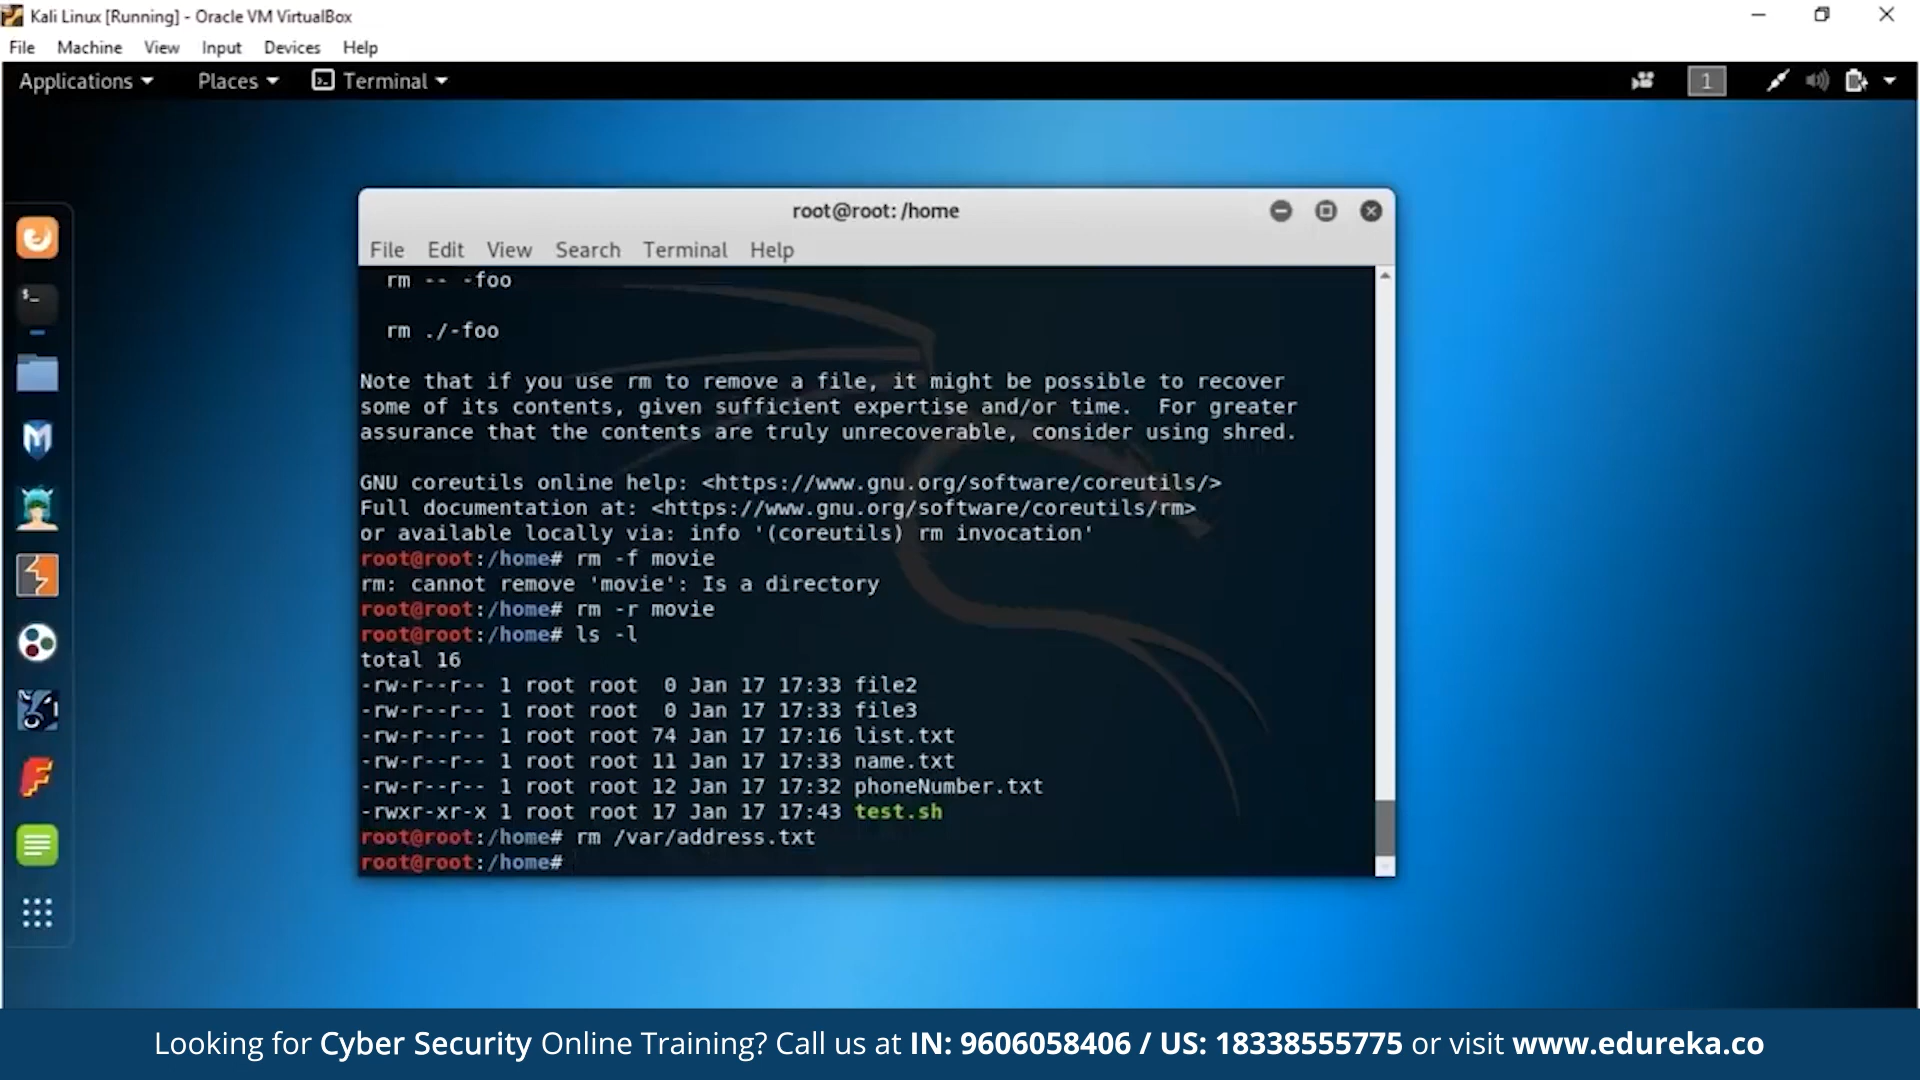 Kali Linux [Running] - Oracle VM VirtualBox
File Machine View Input Devices Help
Applications Places Terminal 1
root@root: /home
File Edit View Search Terminal Help
rm -- -foo
rm ./-foo
Note that if you use rm to remove a file, it might be possible to recover
some of its contents, given sufficient expertise and/or time.  For greater
assurance that the contents are truly unrecoverable, consider using shred.
GNU coreutils online help: <https://www.gnu.org/software/coreutils/>
Full documentation at: <https://www.gnu.org/software/coreutils/rm>
or available locally via: info '(coreutils) rm invocation'
root@root:/home# rm -f movie
rm: cannot remove 'movie': Is a directory
root@root:/home# rm -r movie
root@root:/home# ls -l
total 16
-rw-r--r-- 1 root root  0 Jan 17 17:33 file2
-rw-r--r-- 1 root root  0 Jan 17 17:33 file3
-rw-r--r-- 1 root root 74 Jan 17 17:16 list.txt
-rw-r--r-- 1 root root 11 Jan 17 17:33 name.txt
-rw-r--r-- 1 root root 12 Jan 17 17:32 phoneNumber.txt
-rwxr-xr-x 1 root root 17 Jan 17 17:43 test.sh
root@root:/home# rm /var/address.txt
root@root:/home#
Looking for Cyber Security Online Training? Call us at IN: 9606058406 / US: 18338555775 or visit www.edureka.co